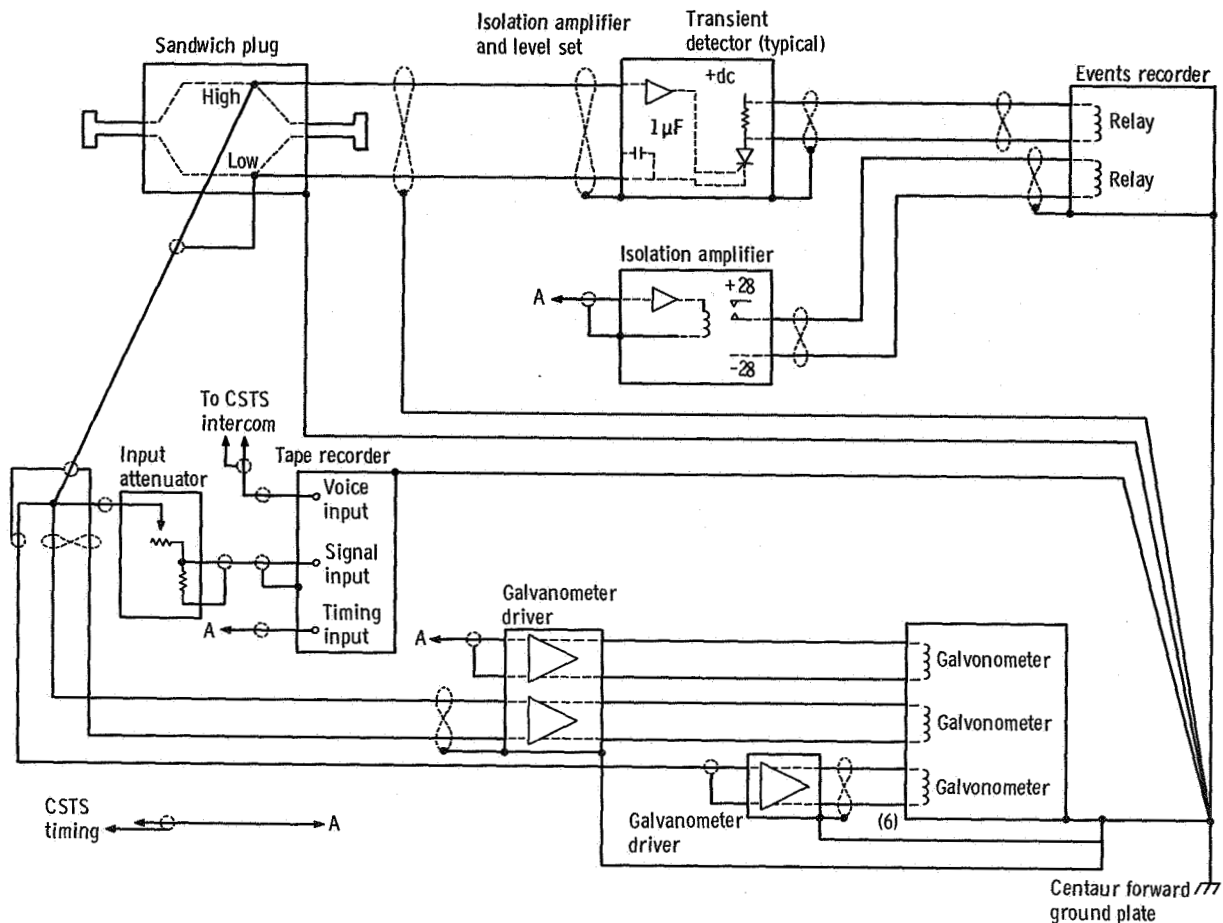 Sandwich plug
High
Low
Isolation amplifier
and level set
Transient
detector (typical)
+dc
1 µF
Events recorder
Relay
Relay
Isolation amplifier
A
+28
-28
To CSTS
intercom
Input
attenuator
Tape recorder
Voice
input
Signal
input
Timing
input
A
Galvanometer
driver
A
Galvonometer
Galvonometer
Galvonometer
(6)
Galvanometer
driver
CSTS
timing
A
Centaur forward
ground plate